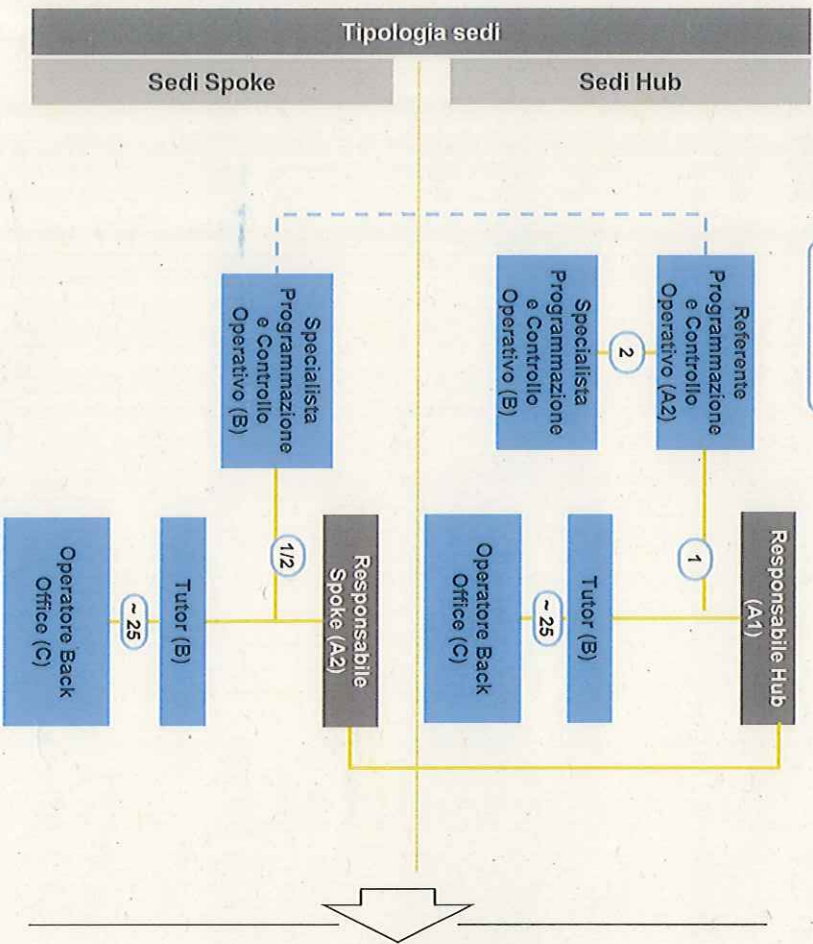 Tipologia sedi
Sedi Hub
Responsabile Hub
(A1)
1
Referente
Programmazione
e Controllo
Operativo (A2)
2
Specialista
Programmazione
e Controllo
Operativo (B)
Tutor (B)
~ 25
Operatore Back
Office (C)
Sedi Spoke
Responsabile
Spoke (A2)
1/2
Specialista
Programmazione
e Controllo
Operativo (B)
Tutor (B)
~ 25
Operatore Back
Office (C)